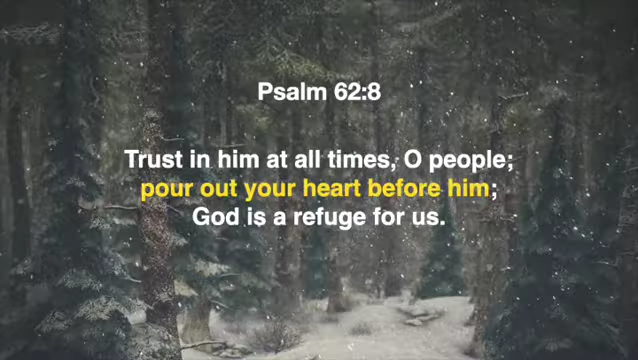 Psalm 62:8
Trust in him at all times, O people;
pour out your heart before him;
God is a refuge for us.